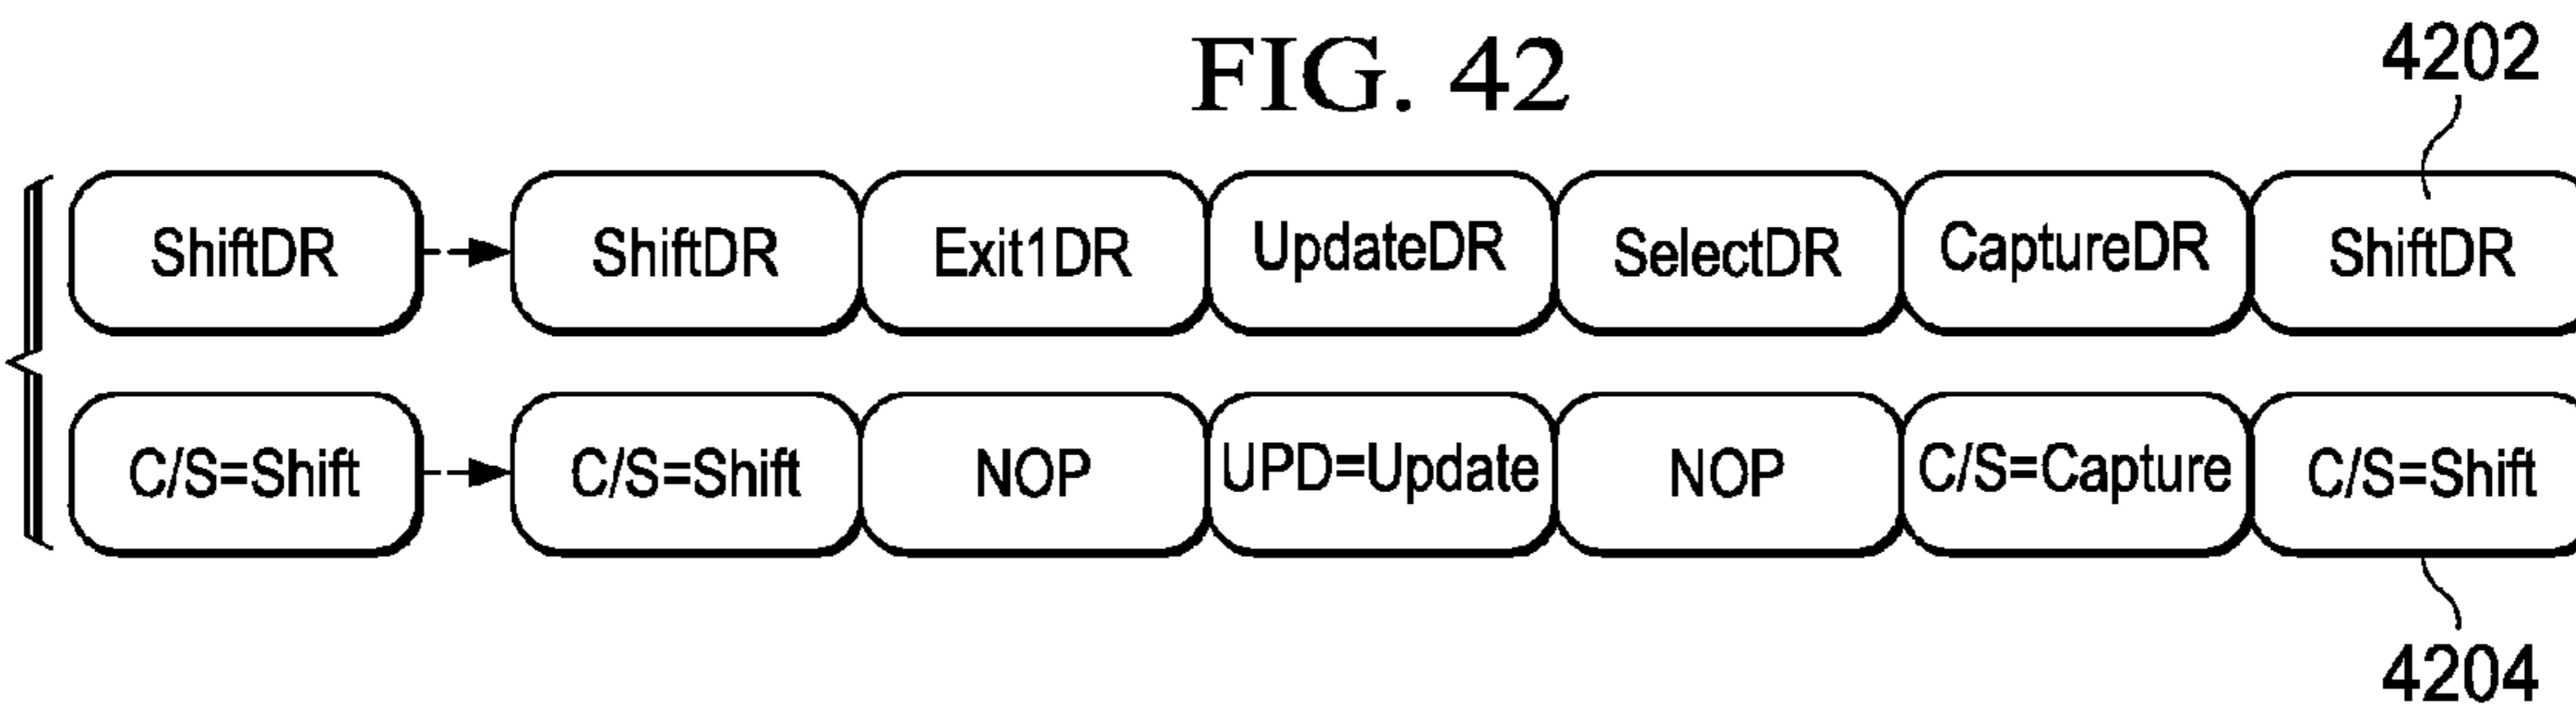 FIG. 42
4202
ShiftDR ShiftDR Exit1DR UpdateDR SelectDR CaptureDR ShiftDR
C/S=Shift C/S=Shift NOP UPD=Update NOP C/S=Capture C/S=Shift
4204